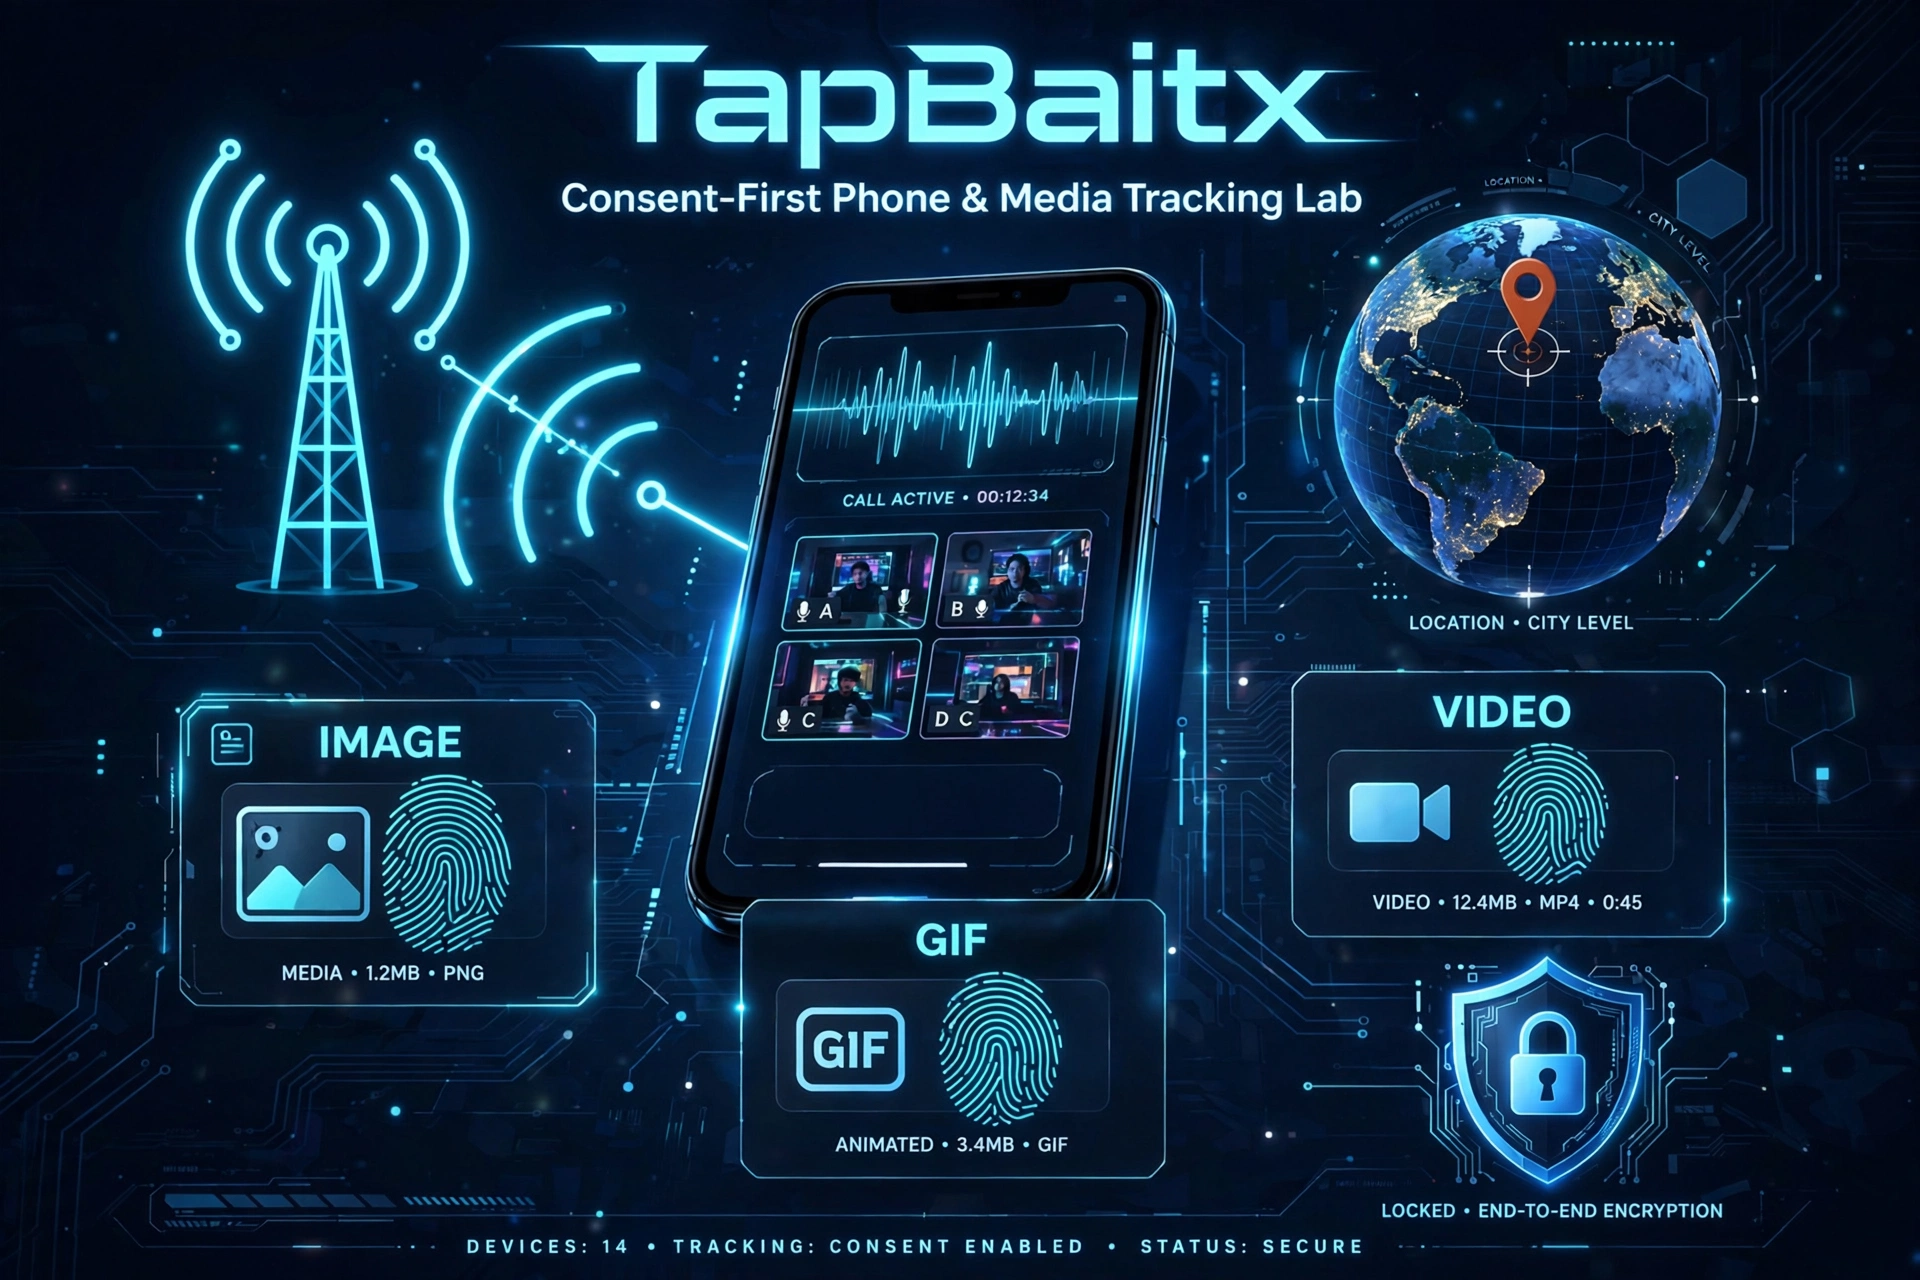 TapBaitx
Consent-First Phone & Media Tracking Lab
LOCATION •
CITY LEVEL
CALL ACTIVE • 00:12:34
A
B
C
D C
LOCATION • CITY LEVEL
IMAGE
MEDIA • 1.2MB • PNG
VIDEO
VIDEO • 12.4MB • MP4 • 0:45
GIF
GIF
ANIMATED • 3.4MB • GIF
LOCKED • END-TO-END ENCRYPTION
DEVICES: 14 • TRACKING: CONSENT ENABLED • STATUS: SECURE